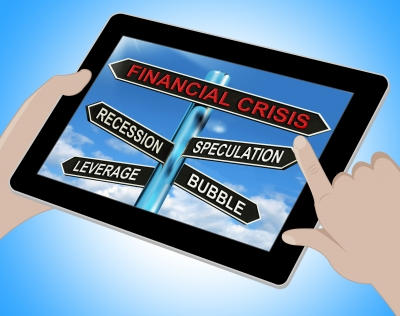 FINANCIAL CRISIS
RECESSION
SPECULATION
LEVERAGE
BUBBLE